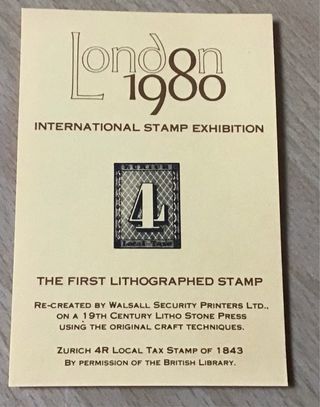 London
1980
INTERNATIONAL STAMP EXHIBITION
4
THE FIRST LITHOGRAPHED STAMP
RE-CREATED BY WALSALL SECURITY PRINTERS LTD.,
ON A 19TH CENTURY LITHO STONE PRESS
USING THE ORIGINAL CRAFT TECHNIQUES.
ZURICH 4R LOCAL TAX STAMP OF 1843
BY PERMISSION OF THE BRITISH LIBRARY.